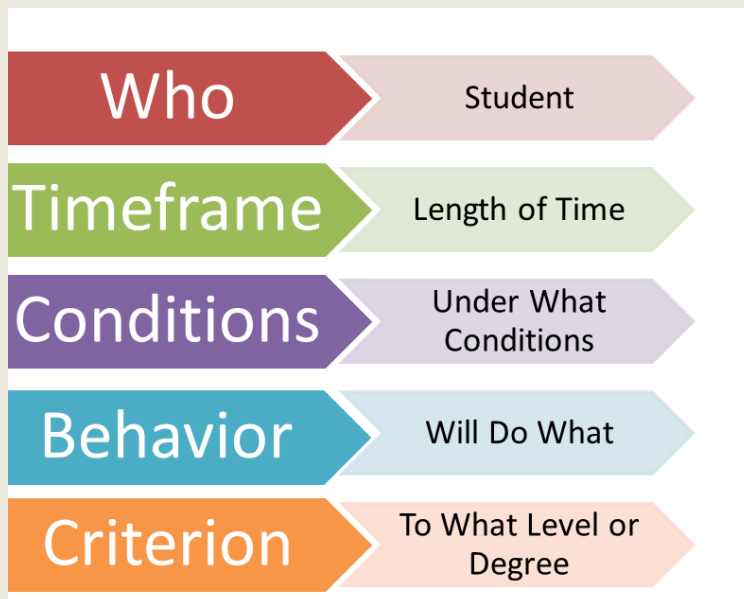 Who
Student
Timeframe
Length of Time
Conditions
Under What
Conditions
Behavior
Will Do What
Criterion
To What Level or
Degree